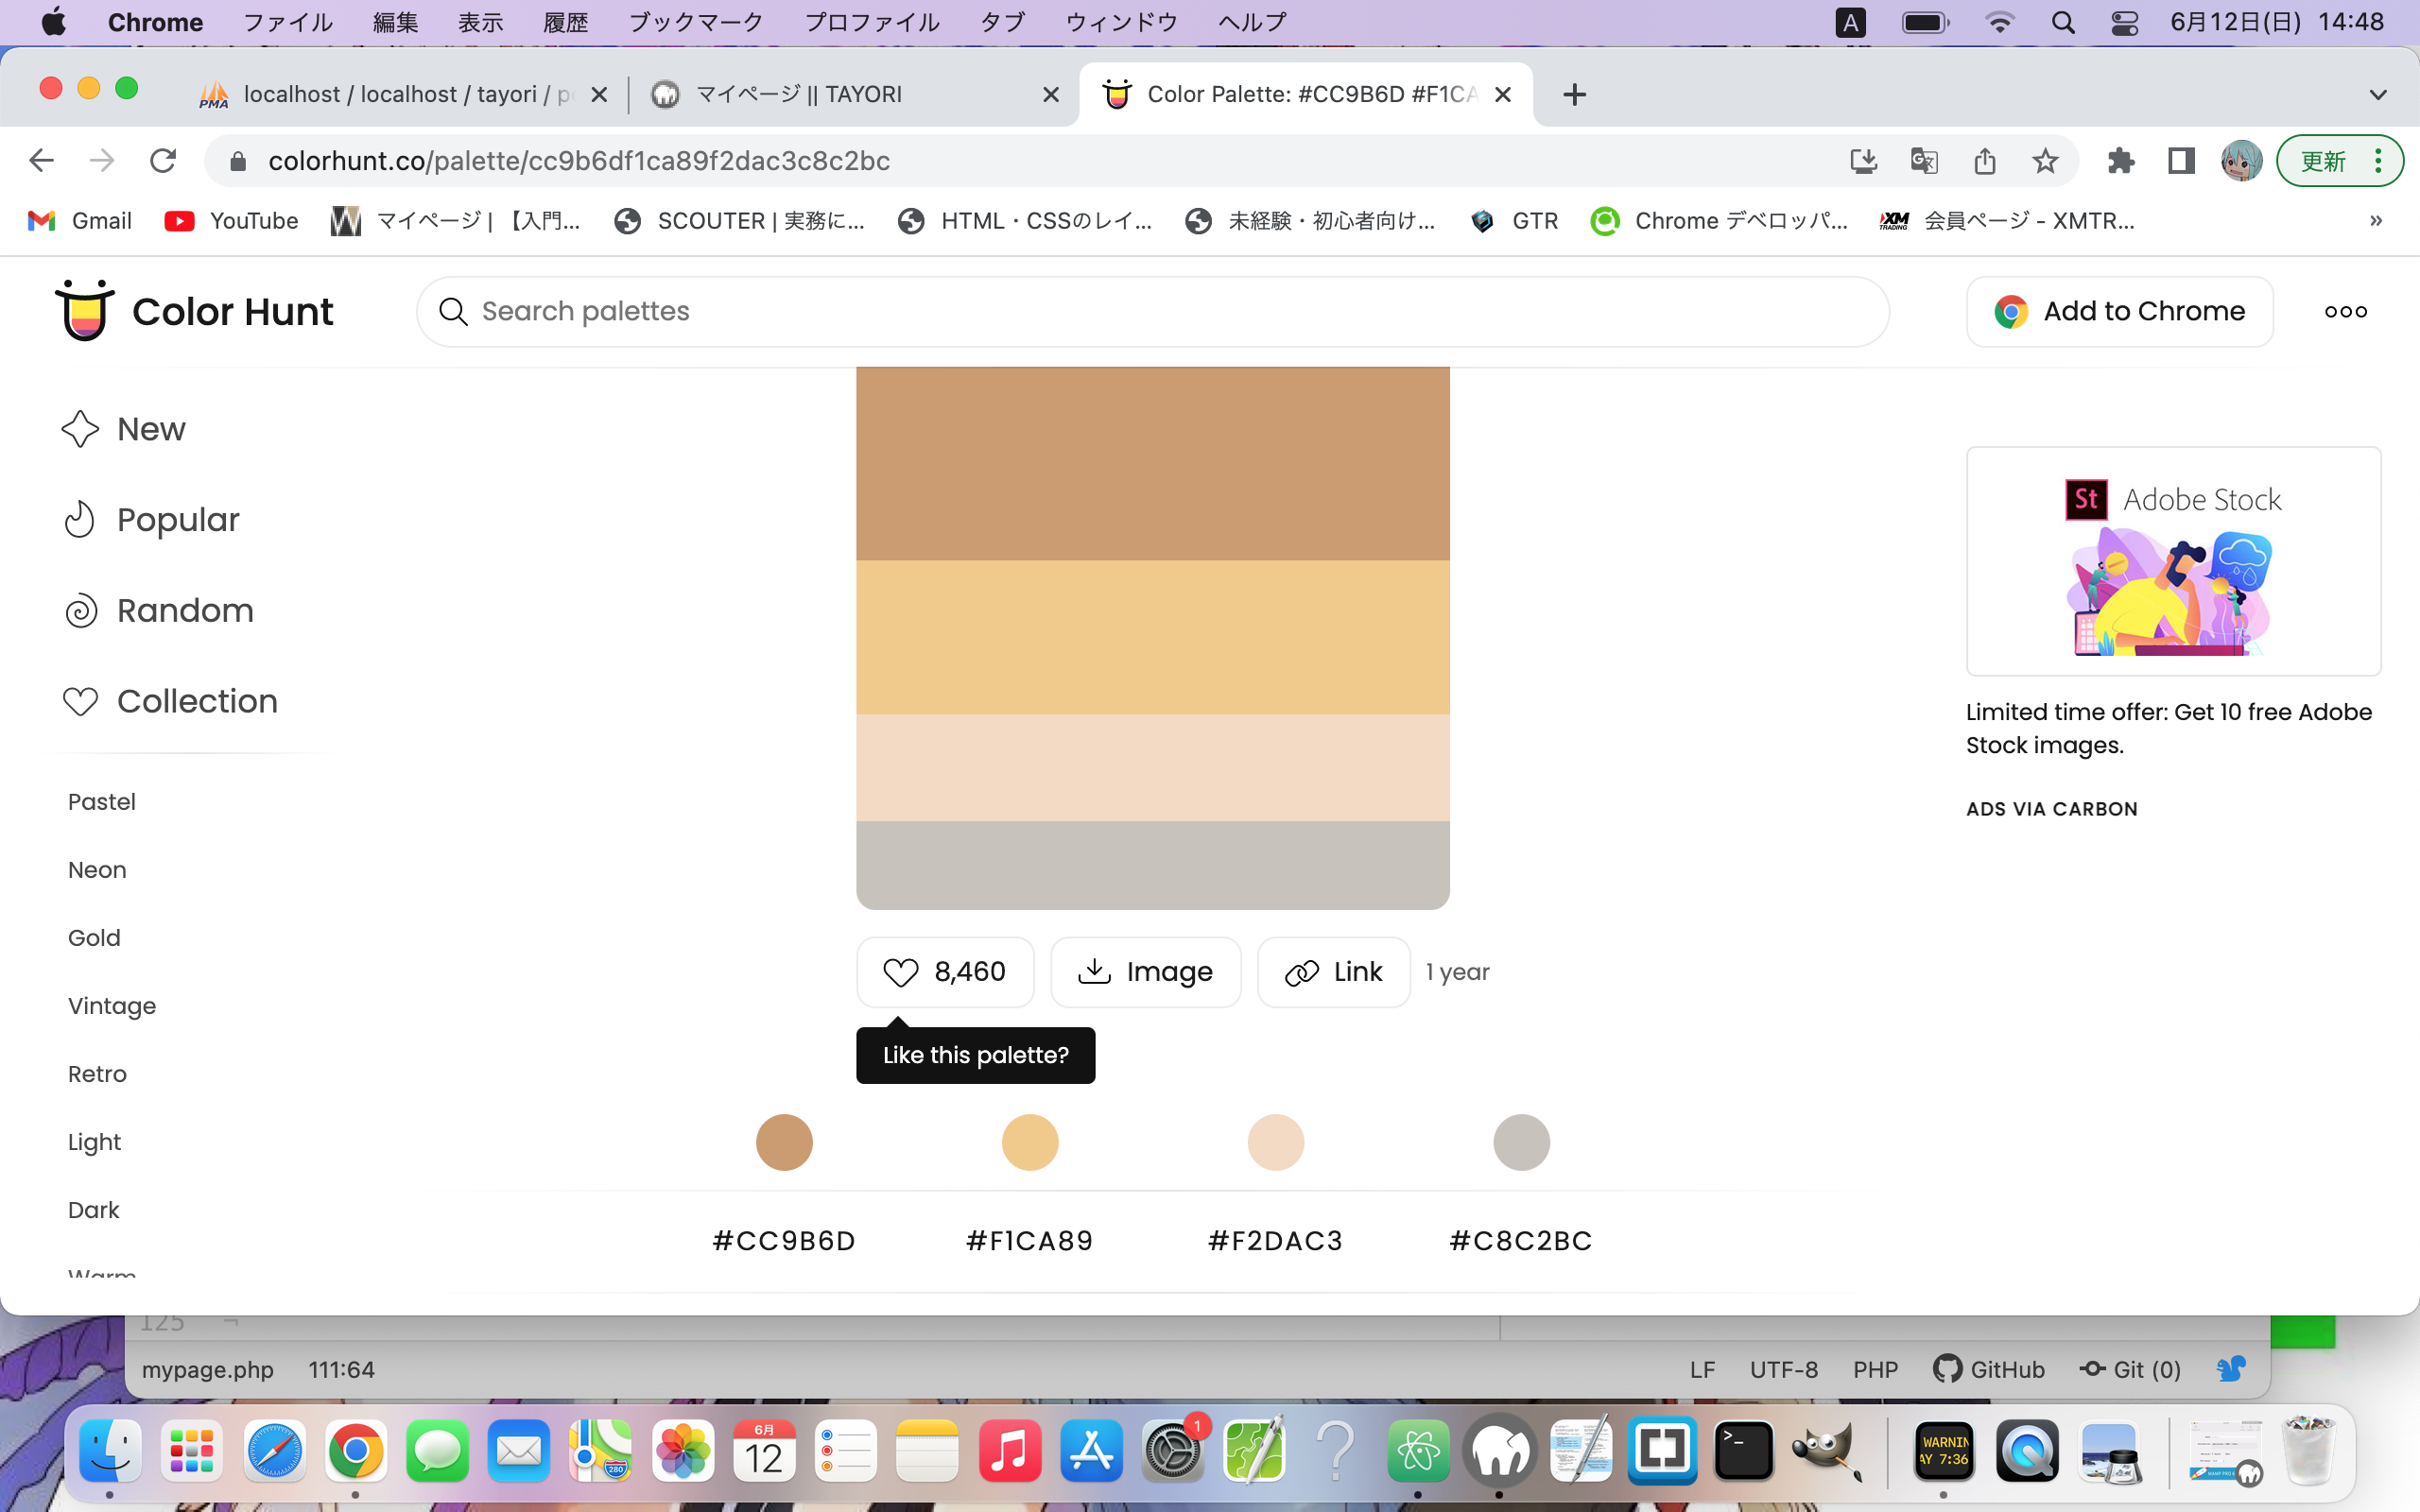 Chrome ファイル 編集 表示 履歴 ブックマーク プロファイル タブ ウィンドウ ヘルプ A 6月12日(日) 14:48
PMA localhost / localhost / tayori / マイページ || TAYORI Color Palette: #CC9B6D #F1CA
colorhunt.co/palette/cc9b6df1ca89f2dac3c8c2bc 更新
Gmail YouTube マイページ | 【入門... SCOUTER | 実務に... HTML・CSSのレイ... 未経験・初心者向け... GTR Chrome デベロッパ... XM TRADING 会員ページ - XMTR... »
Color Hunt Search palettes Add to Chrome
New
Popular
Random
Collection
Pastel
Neon
Gold
Vintage
Retro
Light
Dark
Warm
St Adobe Stock
Limited time offer: Get 10 free Adobe
Stock images.
ADS VIA CARBON
8,460 Image Link 1 year
Like this palette?
#CC9B6D #F1CA89 #F2DAC3 #C8C2BC
125
mypage.php 111:64 LF UTF-8 PHP GitHub Git (0)
280 6月 12 1 >_ WARNIN
AY 7:36